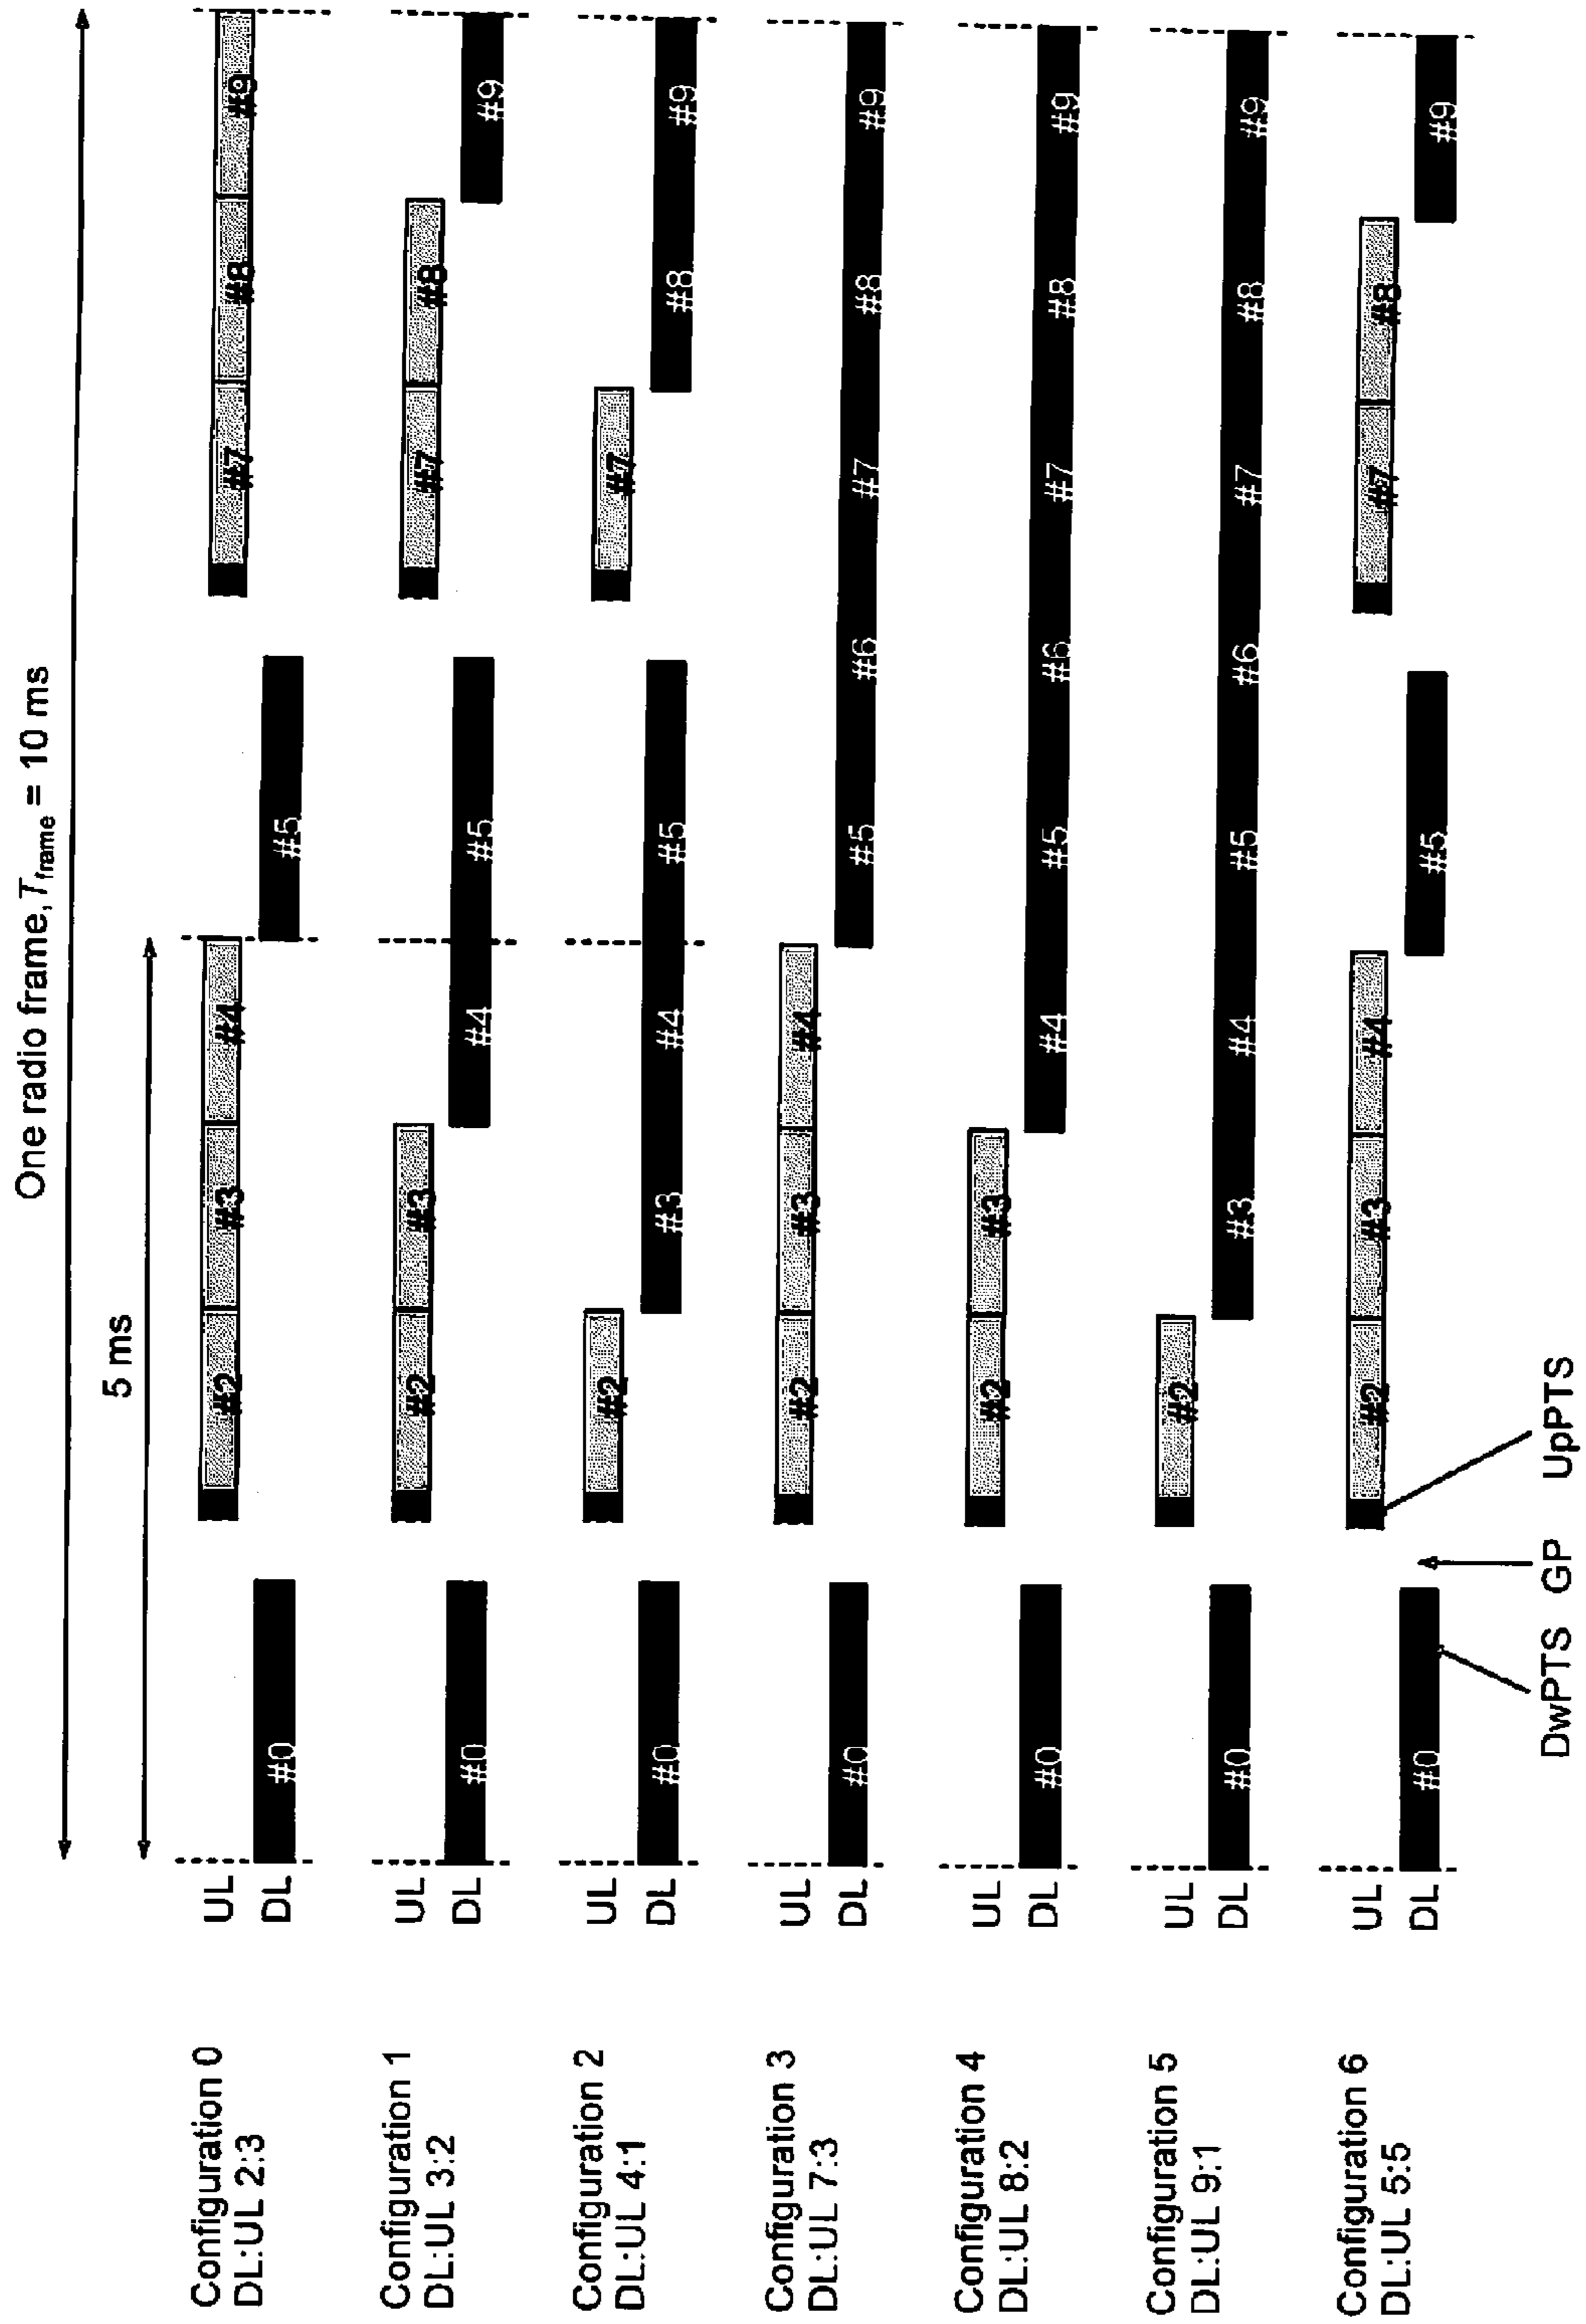 One radio frame, Tframe = 10 ms
5 ms
Configuration 0
DL:UL 2:3
UL
#2 #3 #4 #7 #8 #9
DL
#0 #5
Configuration 1
DL:UL 3:2
UL
#2 #3 #7 #8
DL
#0 #4 #5 #9
Configuration 2
DL:UL 4:1
UL
#2 #7
DL
#0 #3 #4 #5 #8 #9
Configuration 3
DL:UL 7:3
UL
#2 #3 #4
DL
#0 #5 #6 #7 #8 #9
Configuration 4
DL:UL 8:2
UL
#2 #3
DL
#0 #4 #5 #6 #7 #8 #9
Configuration 5
DL:UL 9:1
UL
#2
DL
#0 #3 #4 #5 #6 #7 #8 #9
Configuration 6
DL:UL 5:5
UL
#2 #3 #4 #7 #8
DL
#0 #5 #9
DwPTS GP UpPTS